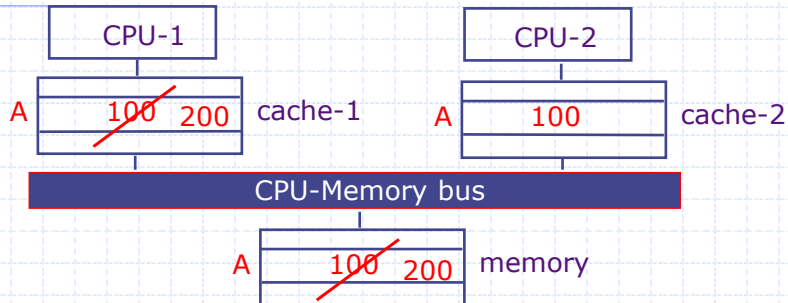 CPU-1
CPU-2
A 100 200 cache-1
A 100 cache-2
CPU-Memory bus
A 100 200 memory